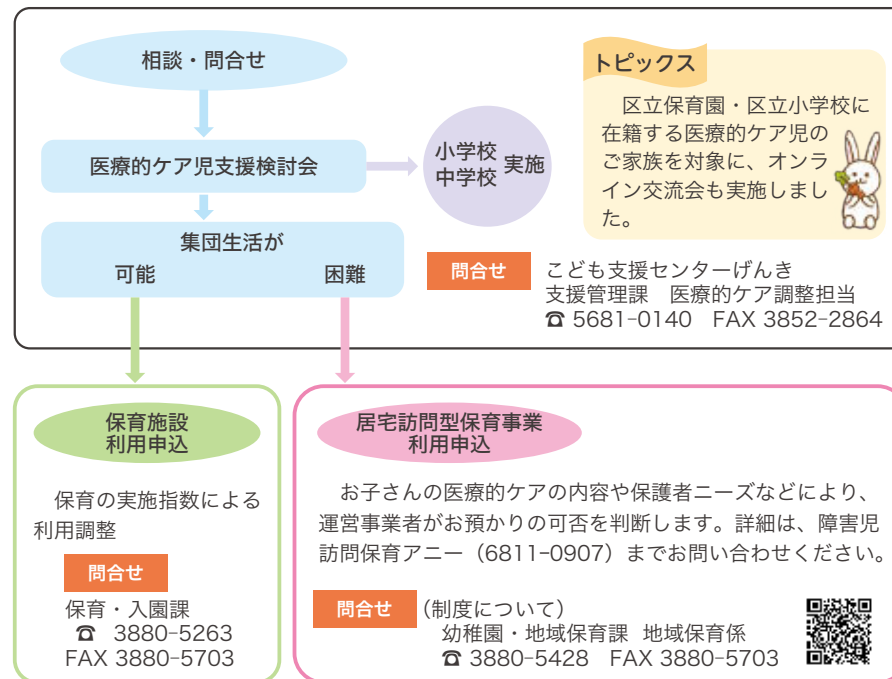 相談・問合せ
医療的ケア児支援検討会
小学校
中学校
実施
集団生活が
可能　困難
トピックス
　区立保育園・区立小学校に
在籍する医療的ケア児の
ご家族を対象に、オンラ
イン交流会も実施しまし
た。
問合せ
こども支援センターげんき
支援管理課　医療的ケア調整担当
☎ 5681-0140　FAX 3852-2864
保育施設
利用申込
　保育の実施指数による
利用調整
問合せ
保育・入園課
☎ 3880-5263
FAX 3880-5703
居宅訪問型保育事業
利用申込
　お子さんの医療的ケアの内容や保護者ニーズなどにより、
運営事業者がお預かりの可否を判断します。詳細は、障害児
訪問保育アニー（6811-0907）までお問い合わせください。
問合せ　(制度について)
幼稚園・地域保育課　地域保育係
☎ 3880-5428　FAX 3880-5703